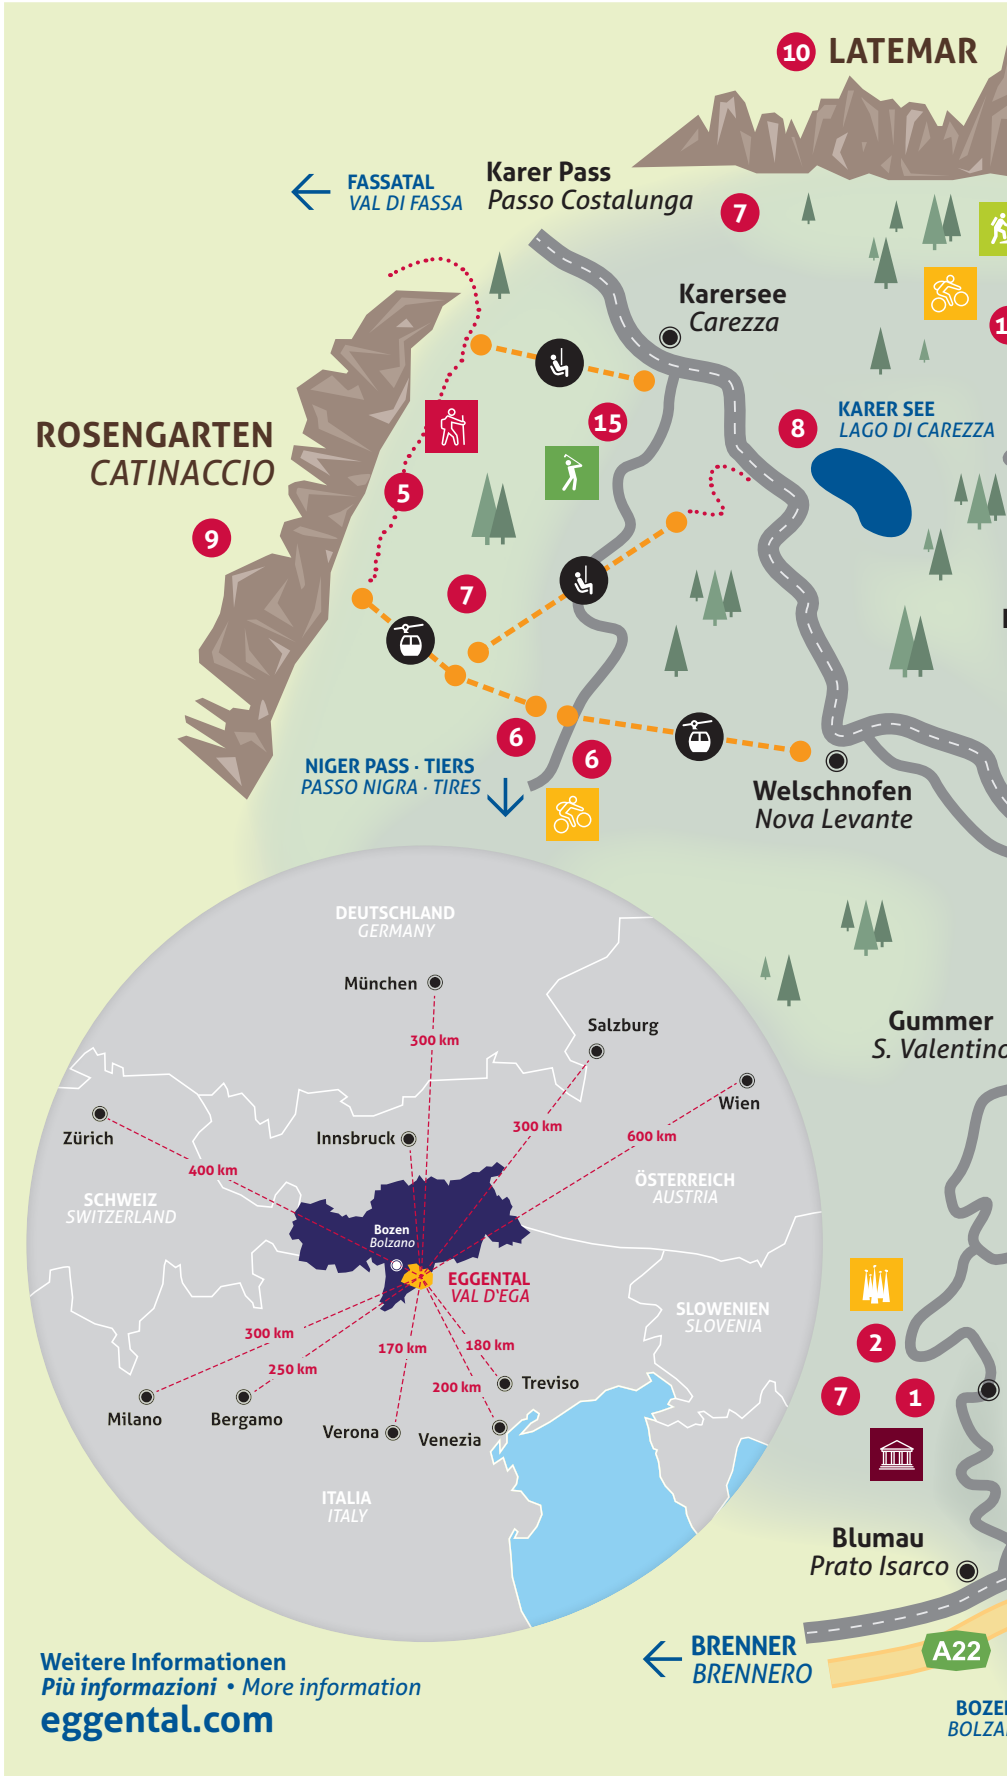 10 LATEMAR
Karer Pass
Passo Costalunga
FASSATAL
VAL DI FASSA
7
Karersee
Carezza
15
KARER SEE
LAGO DI CAREZZA
8
ROSENGARTEN
CATINACCIO
5
9
7
6
6
NIGER PASS · TIERS
PASSO NIGRA · TIRES
Welschnofen
Nova Levante
DEUTSCHLAND
GERMANY
München
300 km
Salzburg
Wien
Zürich
Innsbruck
300 km
600 km
400 km
SCHWEIZ
SWITZERLAND
ÖSTERREICH
AUSTRIA
Bozen
Bolzano
EGGENTAL
VAL D'EGA
SLOWENIEN
SLOVENIA
300 km
250 km
170 km
180 km
200 km
Milano
Bergamo
Verona
Venezia
Treviso
ITALIA
ITALY
Gummer
S. Valentino
2
7
1
Blumau
Prato Isarco
BRENNER
BRENNERO
A22
Weitere Informationen
Più informazioni • More information
eggental.com